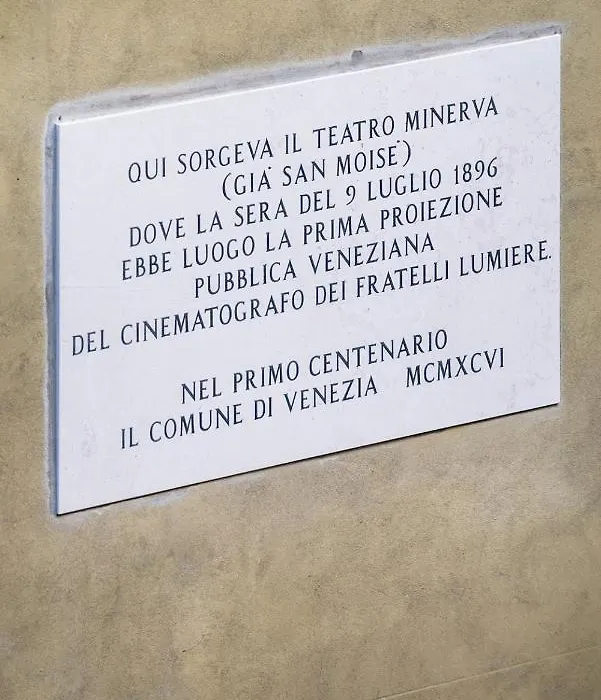 QUI SORGEVA IL TEATRO MINERVA
(GIÀ SAN MOISÈ)
DOVE LA SERA DEL 9 LUGLIO 1896
EBBE LUOGO LA PRIMA PROIEZIONE
PUBBLICA VENEZIANA
DEL CINEMATOGRAFO DEI FRATELLI LUMIERE.
NEL PRIMO CENTENARIO
IL COMUNE DI VENEZIA MCMXCVI